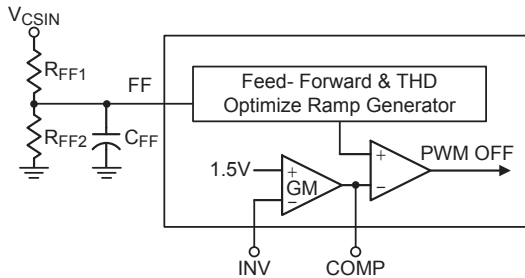 VCSIN
RFF1
FF
Feed- Forward & THD
Optimize Ramp Generator
RFF2
CFF
1.5V
+
GM
−
+
−
PWM OFF
INV
COMP